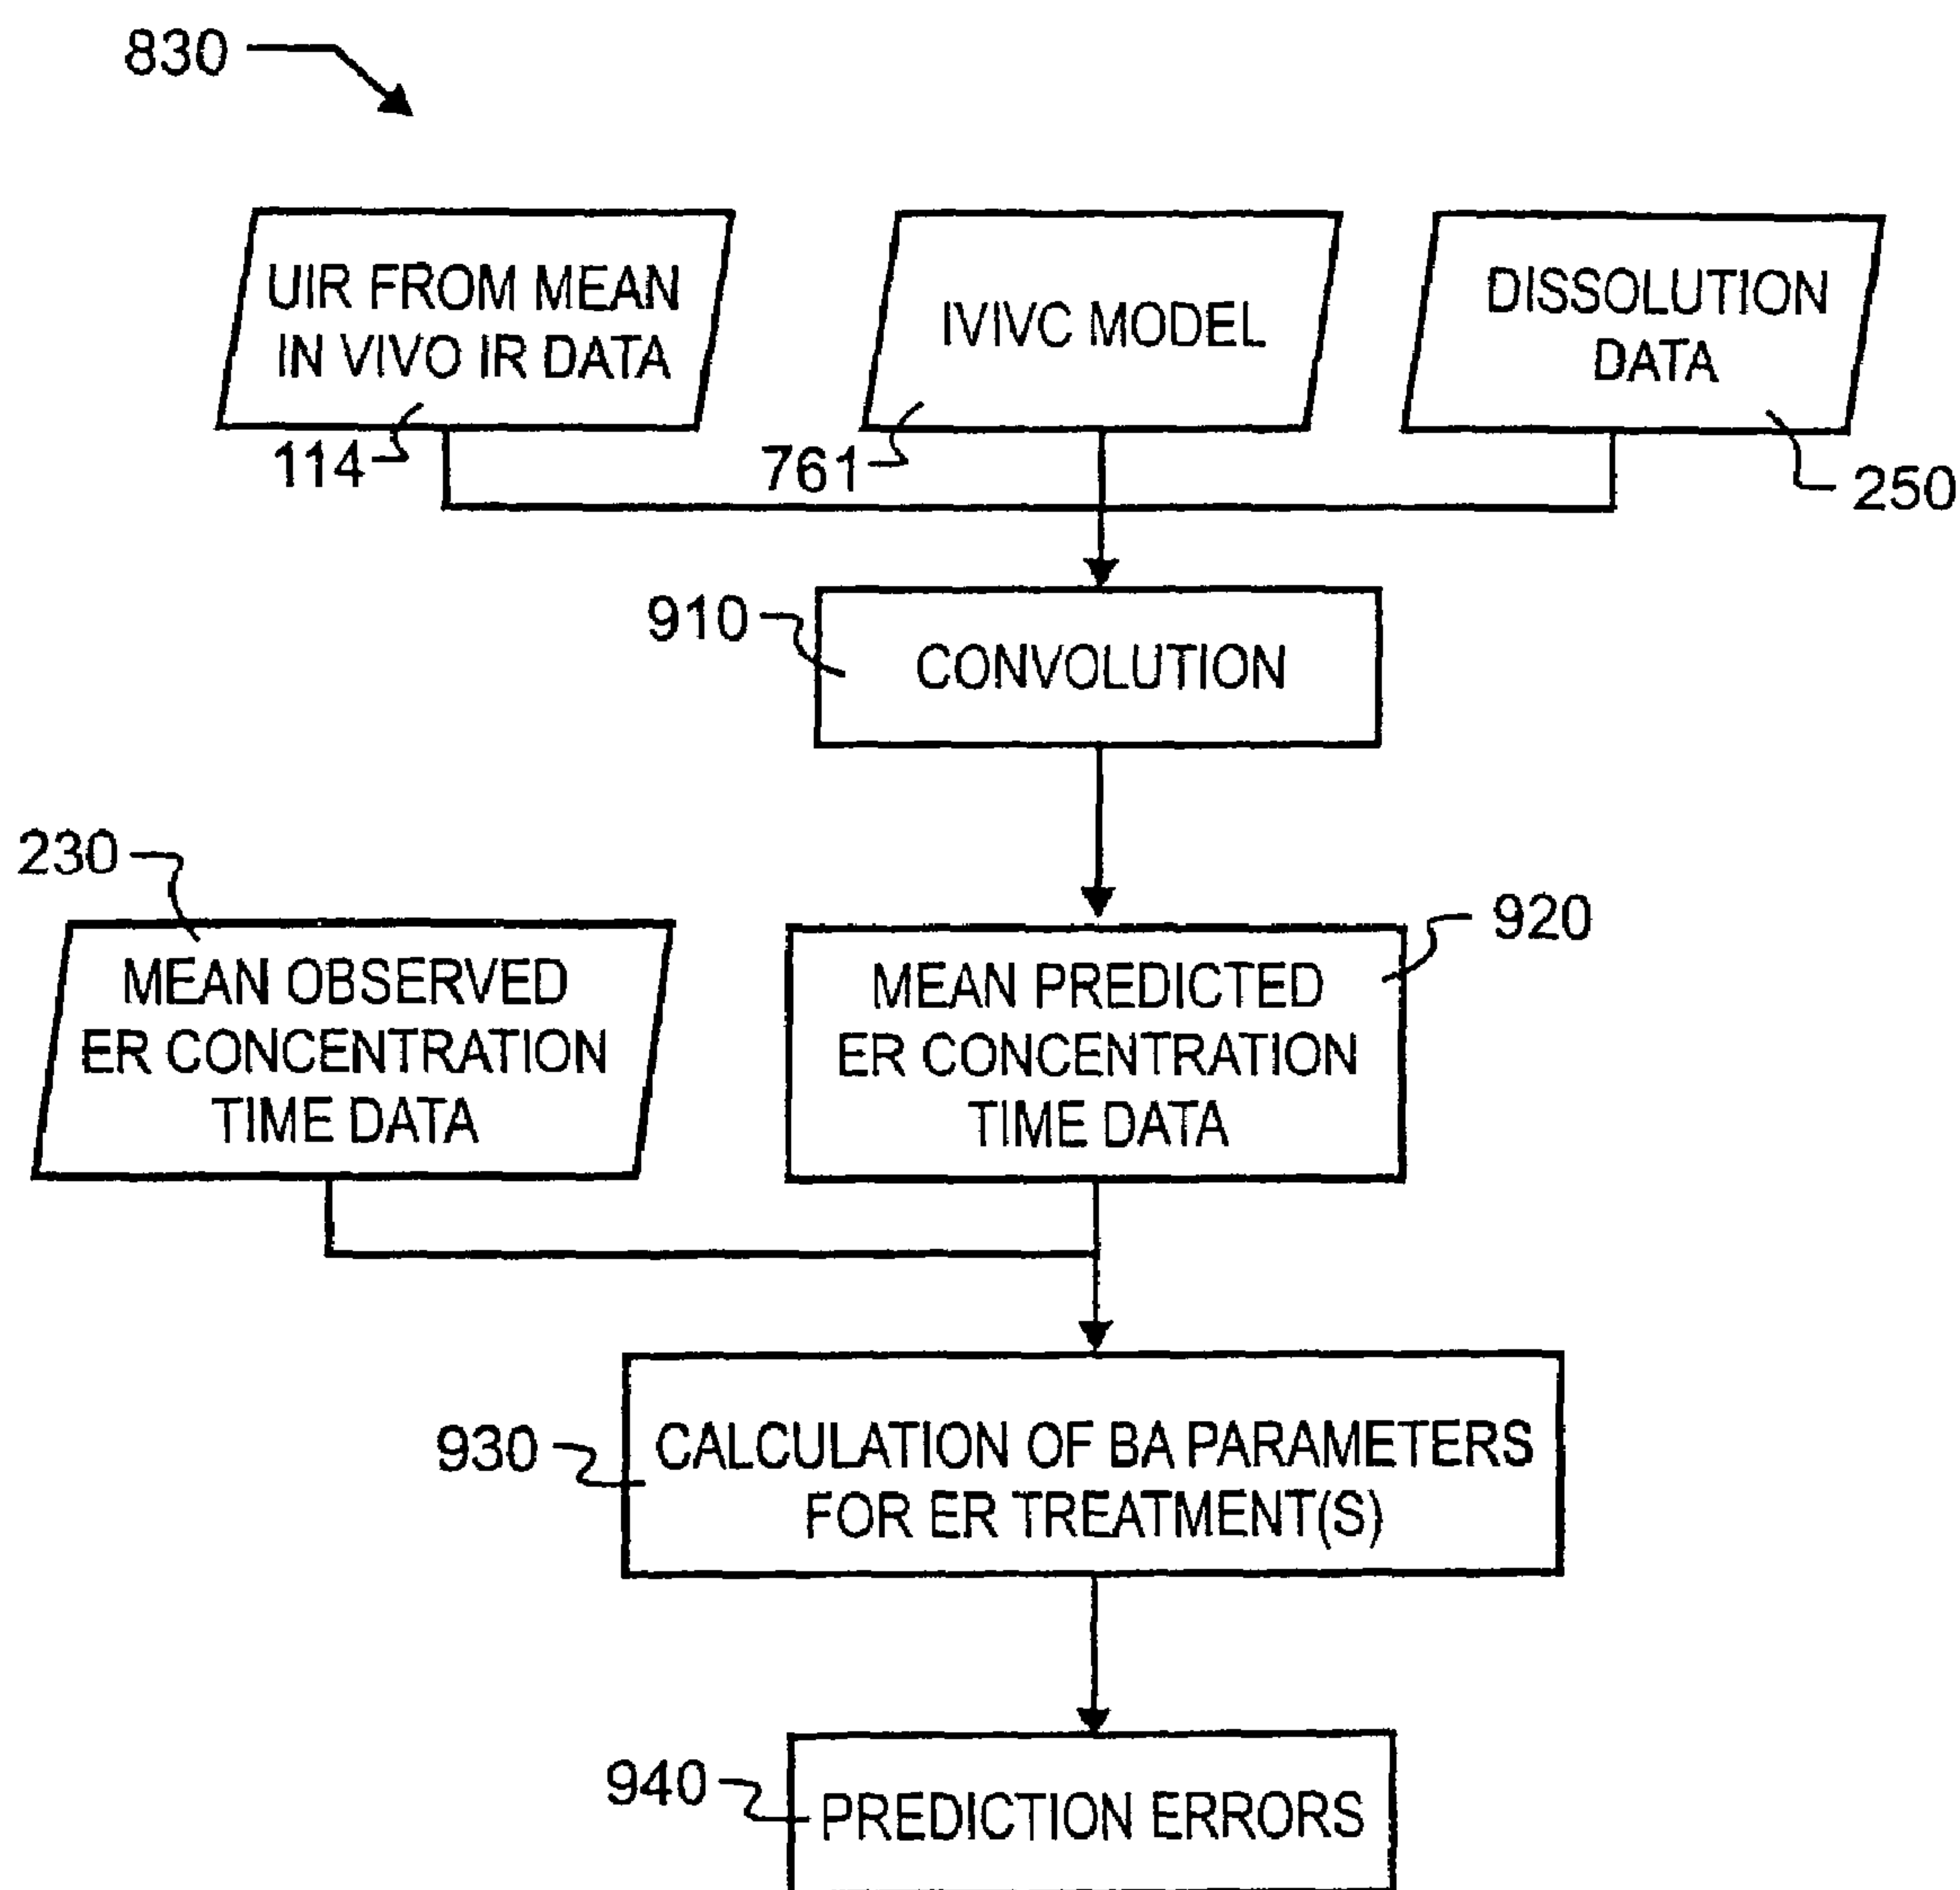 830
UIR FROM MEAN
IN VIVO IR DATA
114
IVIVC MODEL
761
DISSOLUTION
DATA
250
910
CONVOLUTION
230
MEAN OBSERVED
ER CONCENTRATION
TIME DATA
920
MEAN PREDICTED
ER CONCENTRATION
TIME DATA
930
CALCULATION OF BA PARAMETERS
FOR ER TREATMENT(S)
940
PREDICTION ERRORS